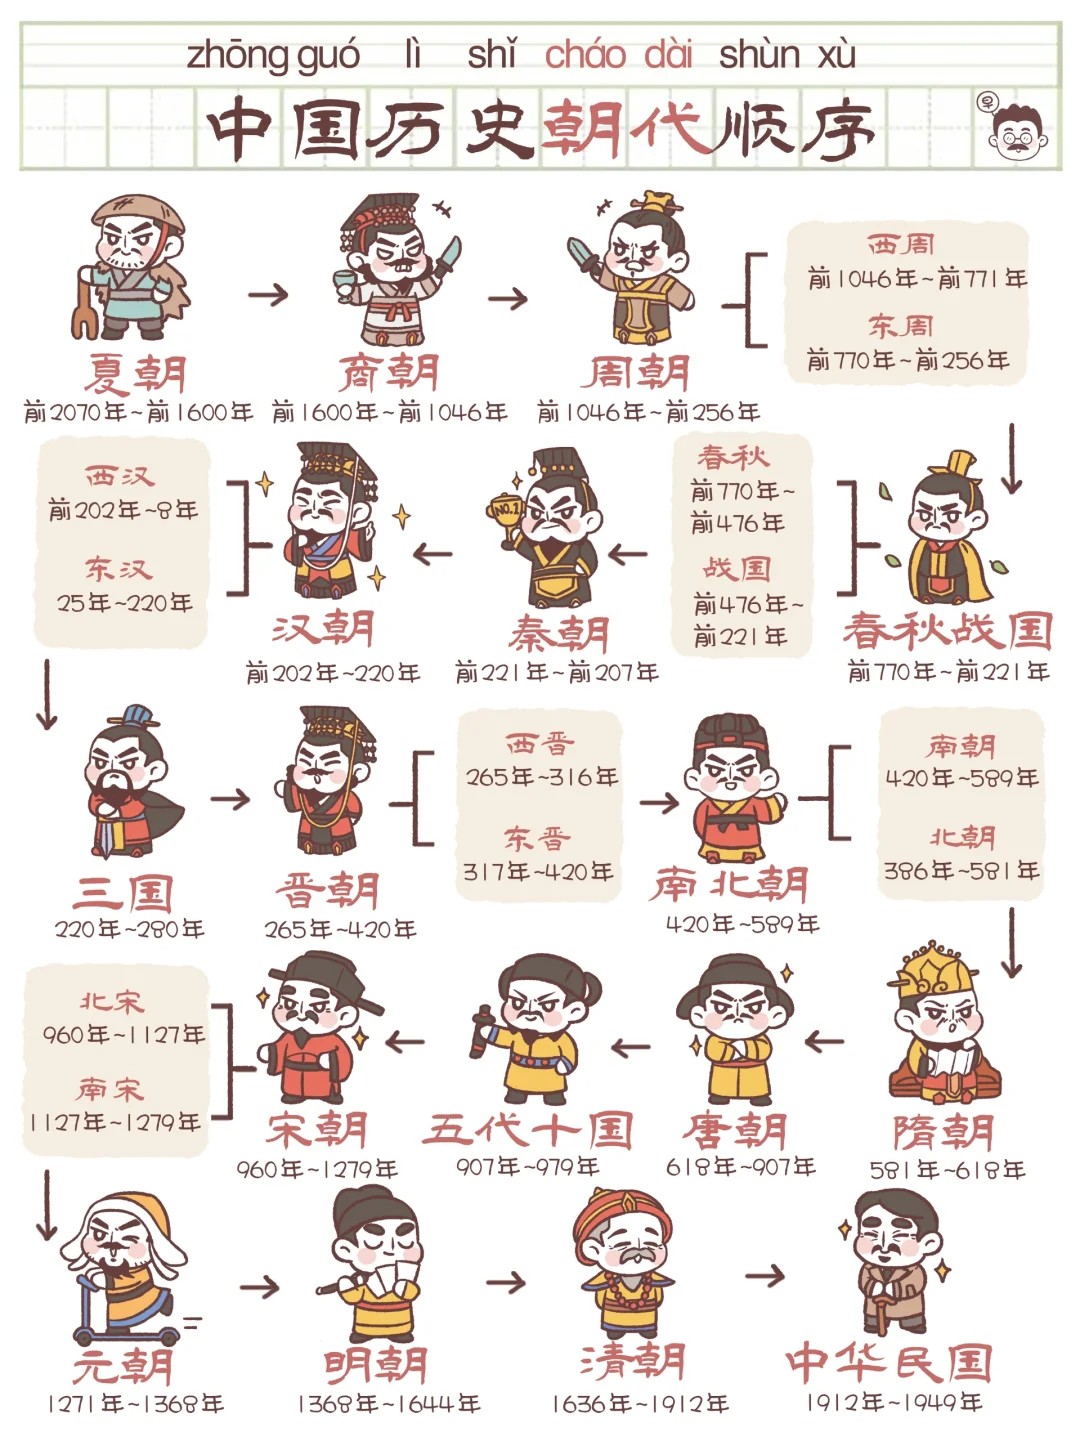 zhōng guó lì shǐ cháo dài shùn xù
中国历史朝代顺序
早
夏朝
前2070年~前1600年
商朝
前1600年~前1046年
周朝
前1046年~前256年
西周
前1046年~前771年
东周
前770年~前256年
春秋战国
前770年~前221年
春秋
前770年~
前476年
战国
前476年~
前221年
NO.1
秦朝
前221年~前207年
汉朝
前202年~220年
西汉
前202年~8年
东汉
25年~220年
三国
220年~280年
晋朝
265年~420年
西晋
265年~316年
东晋
317年~420年
南北朝
420年~589年
南朝
420年~589年
北朝
386年~581年
隋朝
581年~618年
唐朝
618年~907年
五代十国
907年~979年
宋朝
960年~1279年
北宋
960年~1127年
南宋
1127年~1279年
元朝
1271年~1368年
明朝
1368年~1644年
清朝
1636年~1912年
中华民国
1912年~1949年